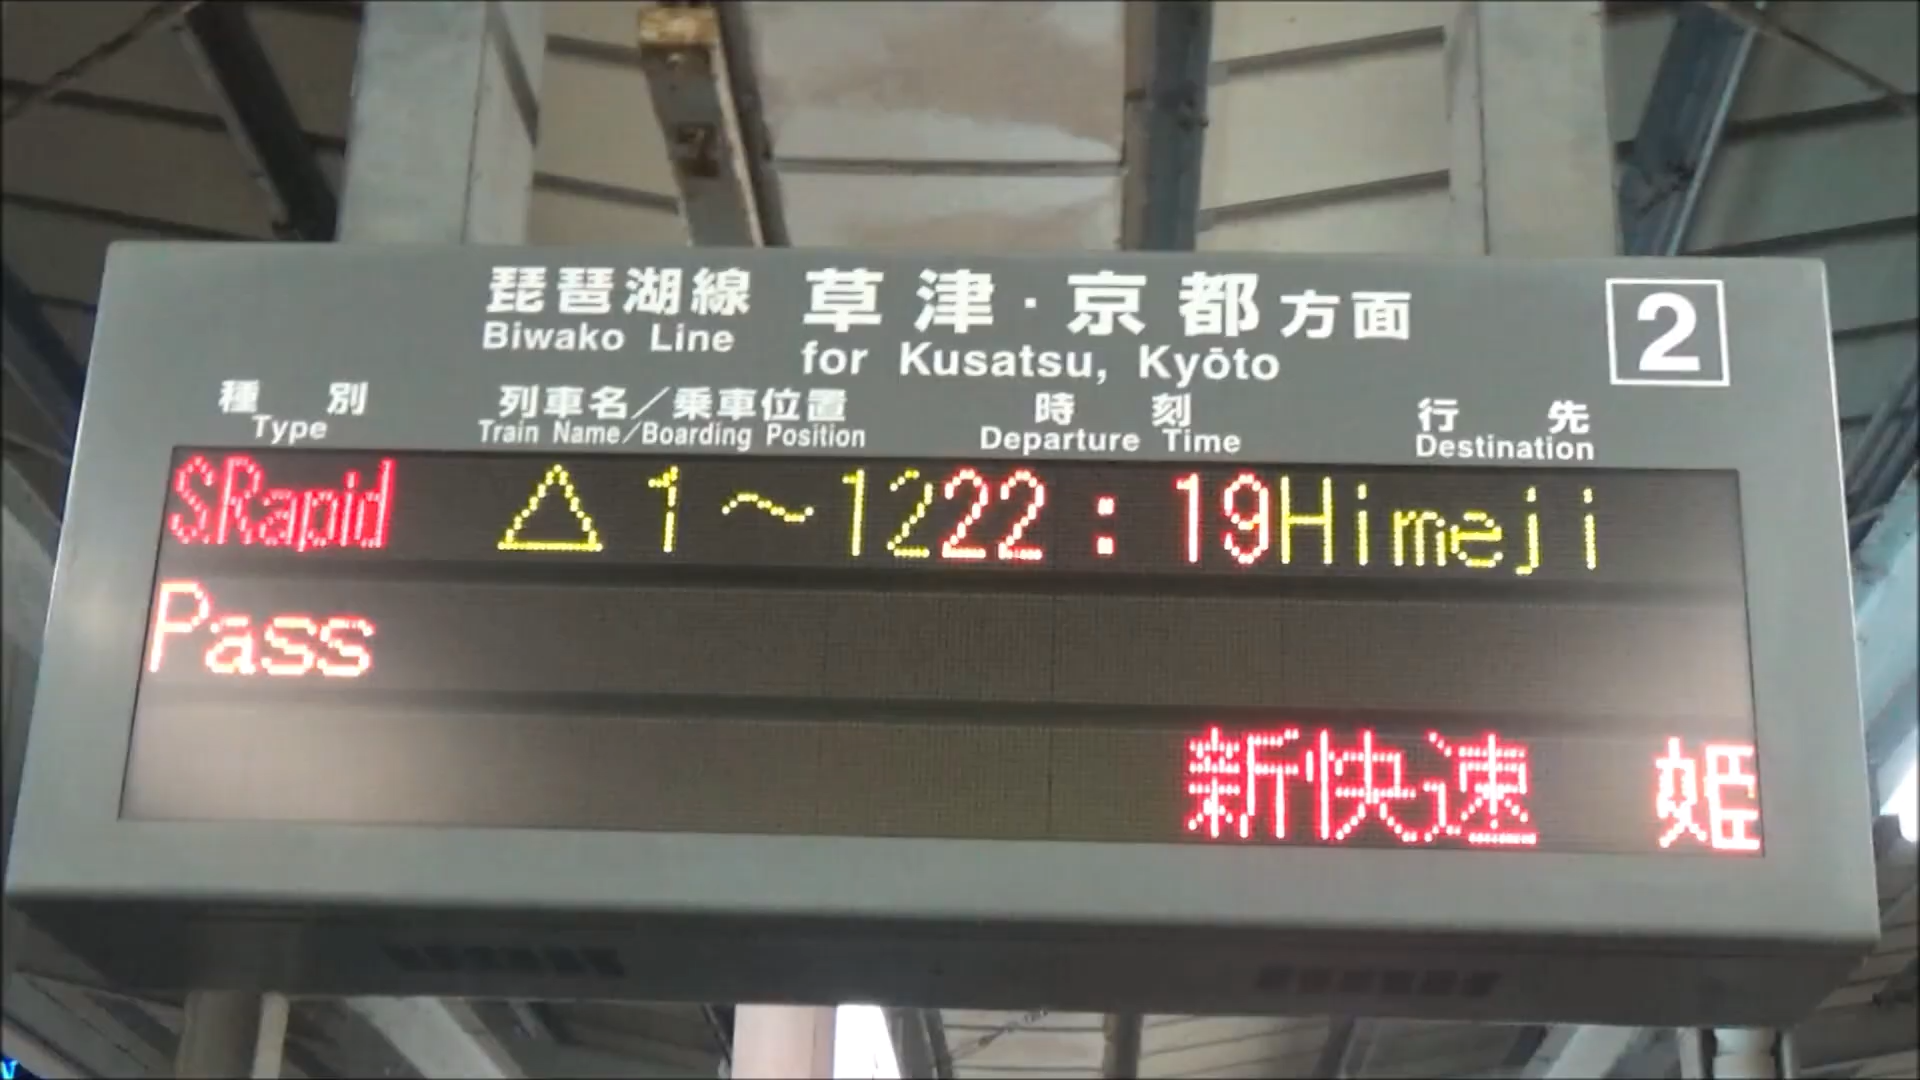 琵琶湖線 草津・京都方面 2
Biwako Line for Kusatsu, Kyōto
種別 列車名／乗車位置 時刻 行先
Type Train Name/Boarding Position Departure Time Destination
SRapid △ 1～12 22:19 Himeji
Pass
新快速 姫